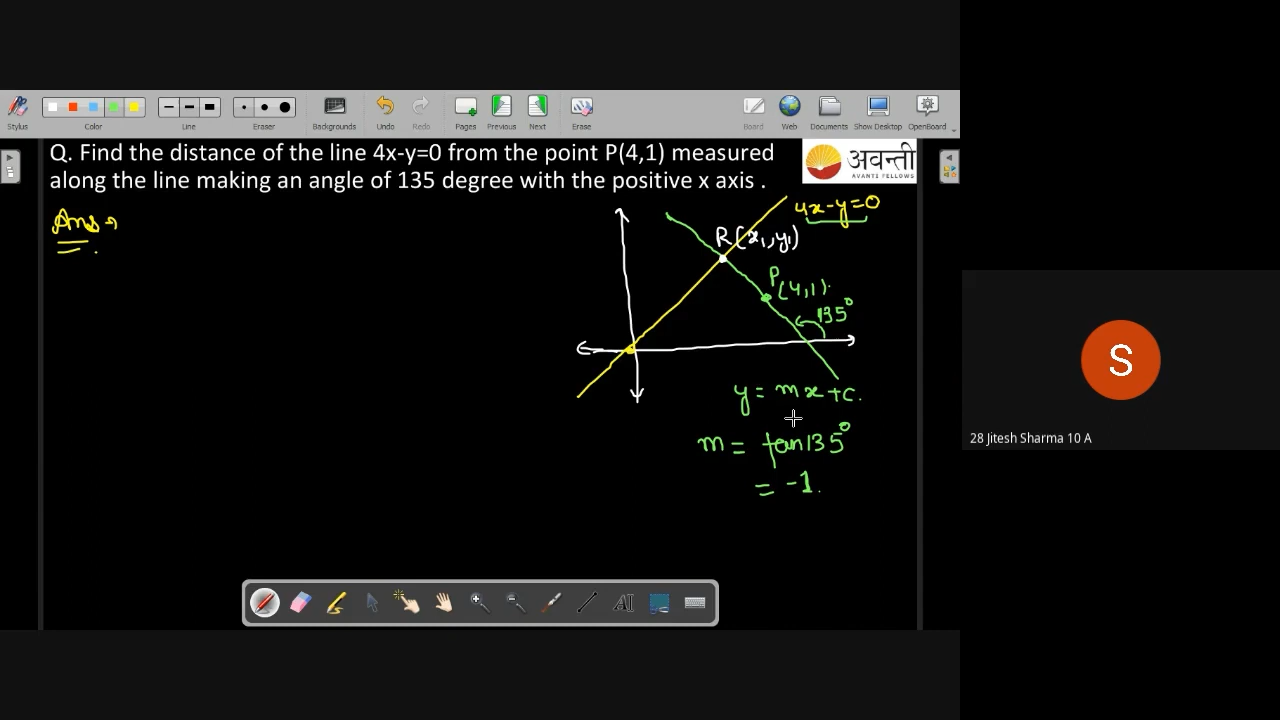 Stylus
Color
Line
Eraser
Backgrounds
Undo
Redo
Pages
Previous
Next
Erase
Board
Web
Documents
Show Desktop
OpenBoard
Q. Find the distance of the line 4x-y=0 from the point P(4,1) measured
along the line making an angle of 135 degree with the positive x axis .
अवन्ती
AVANTI FELLOWS
Ans →
4x-y=0
R(x₁,y₁)
P(4,1).
135°
y = mx+c.
m = tan135°
= -1.
AI
S
28 Jitesh Sharma 10 A